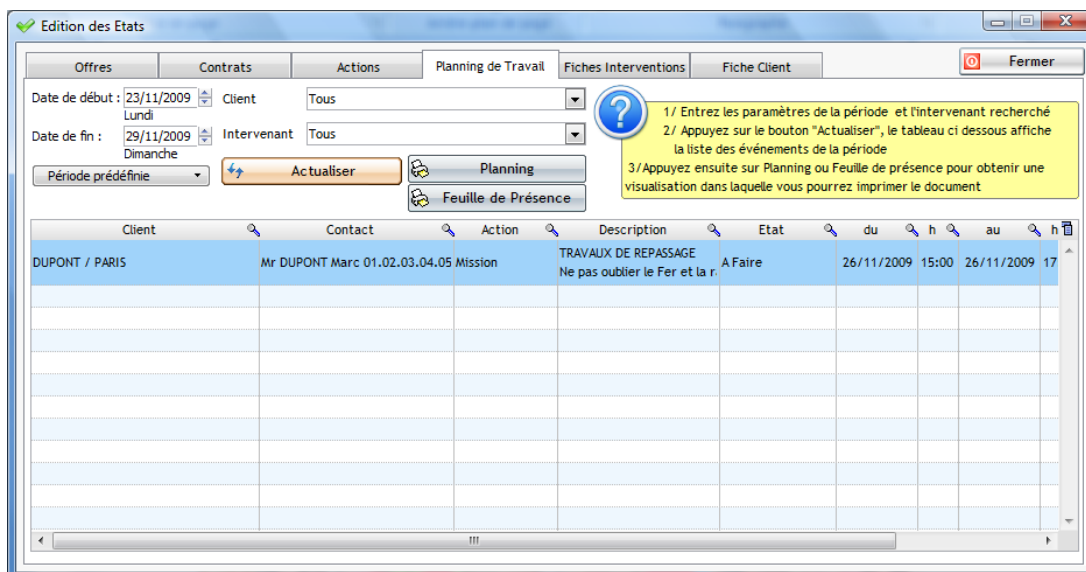 Edition des Etats
Offres Contrats Actions Planning de Travail Fiches Interventions Fiche Client Fermer
Date de début : 23/11/2009 Client Tous
Lundi
Date de fin : 29/11/2009 Intervenant Tous
Dimanche
Période prédéfinie Actualiser Planning
Feuille de Présence
1/ Entrez les paramètres de la période et l'intervenant recherché
2/ Appuyez sur le bouton "Actualiser", le tableau ci dessous affiche
la liste des événements de la période
3/Appuyez ensuite sur Planning ou Feuille de présence pour obtenir une
visualisation dans laquelle vous pourrez imprimer le document
Client Contact Action Description Etat du h au h
DUPONT / PARIS Mr DUPONT Marc 01.02.03.04.05 Mission TRAVAUX DE REPASSAGE A Faire 26/11/2009 15:00 26/11/2009 17
Ne pas oublier le Fer et la r